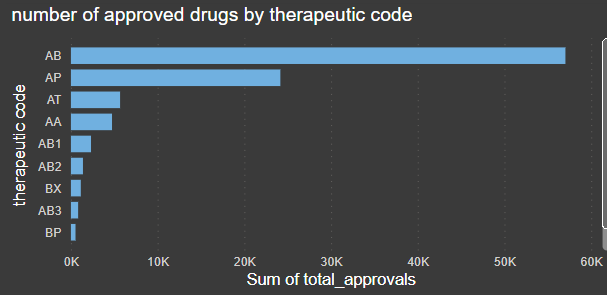 number of approved drugs by therapeutic code
therapeutic code
AB
AP
AT
AA
AB1
AB2
BX
AB3
BP
0K 10K 20K 30K 40K 50K 60K
Sum of total_approvals